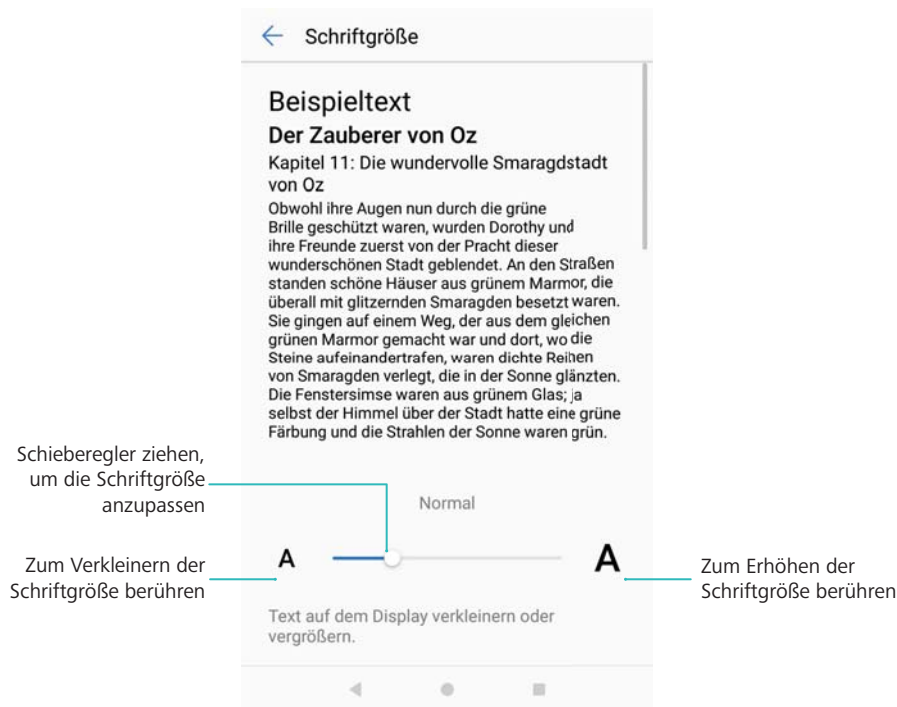 Schriftgröße
Beispieltext
Der Zauberer von Oz
Kapitel 11: Die wundervolle Smaragdstadt
von Oz
Obwohl ihre Augen nun durch die grüne
Brille geschützt waren, wurden Dorothy und
ihre Freunde zuerst von der Pracht dieser
wunderschönen Stadt geblendet. An den Straßen
standen schöne Häuser aus grünem Marmor, die
überall mit glitzernden Smaragden besetzt waren.
Sie gingen auf einem Weg, der aus dem gleichen
grünen Marmor gemacht war und dort, wo die
Steine aufeinandertrafen, waren dichte Reihen
von Smaragden verlegt, die in der Sonne glänzten.
Die Fenstersimse waren aus grünem Glas; ja
selbst der Himmel über der Stadt hatte eine grüne
Färbung und die Strahlen der Sonne waren grün.
Schieberegler ziehen,
um die Schriftgröße
anzupassen
Normal
A
A
Zum Verkleinern der
Schriftgröße berühren
Zum Erhöhen der
Schriftgröße berühren
Text auf dem Display verkleinern oder
vergrößern.